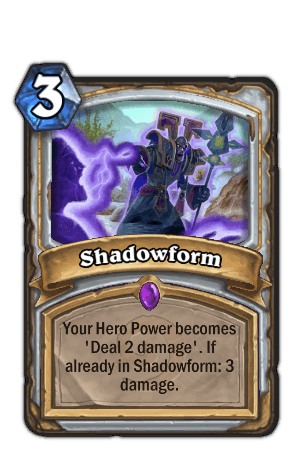 3
Shadowform
Your Hero Power becomes
'Deal 2 damage'. If
already in Shadowform: 3
damage.